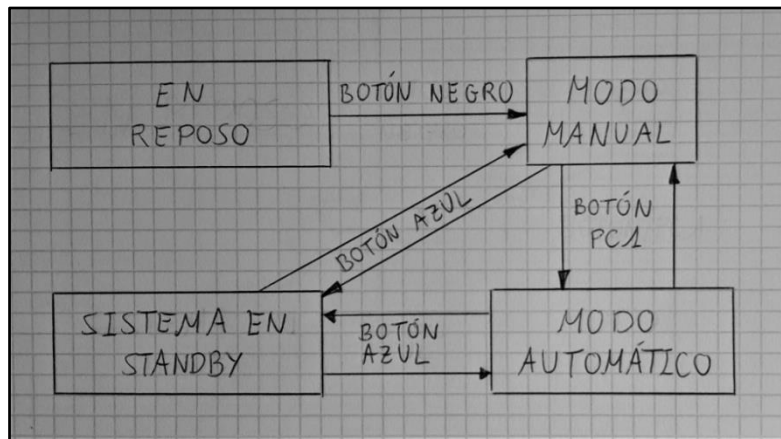 EN
REPOSO
BOTÓN NEGRO
MODO
MANUAL
BOTÓN AZUL
BOTÓN
PC1
SISTEMA EN
STANDBY
BOTÓN
AZUL
MODO
AUTOMÁTICO